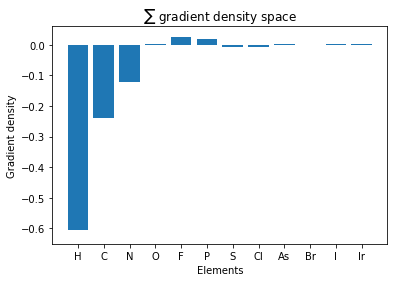 ∑ gradient density space
0.0
−0.1
−0.2
−0.3
−0.4
−0.5
−0.6
Gradient density
H C N O F P S Cl As Br I Ir
Elements